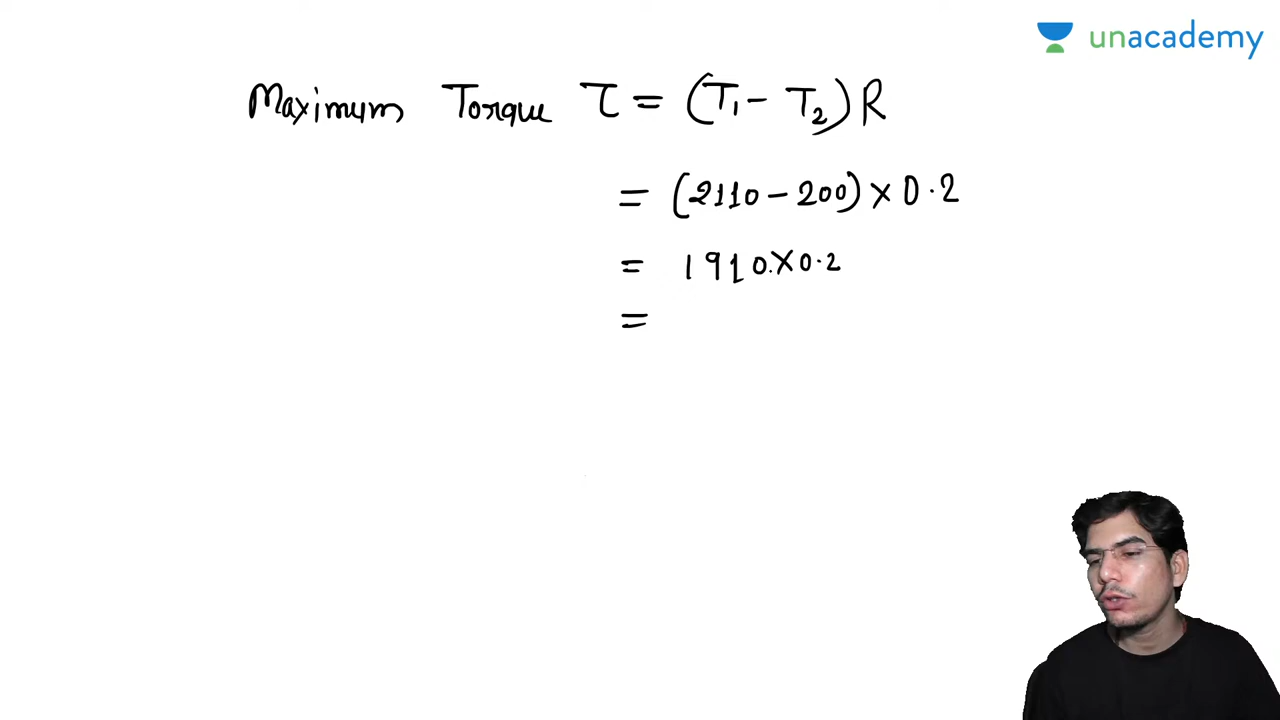 unacademy
Maximum Torque τ = (T₁ - T₂) R
= (2110 - 200) × 0.2
= 1910 × 0.2
=